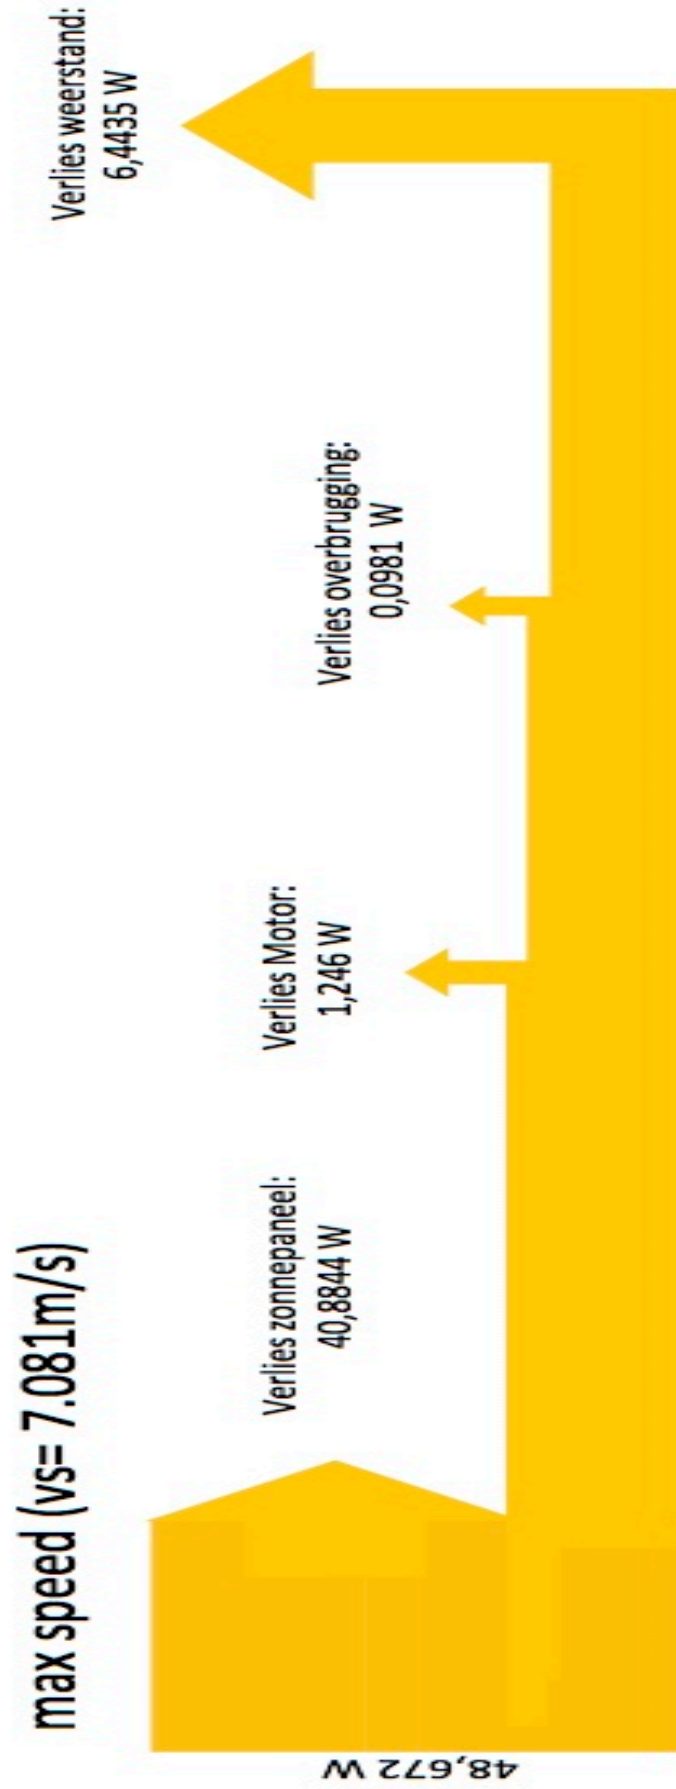 max speed (vs= 7.081m/s)
48,672 W
Verlies zonnepaneel:
40,8844 W
Verlies Motor:
1,246 W
Verlies overbrugging:
0,0981 W
Verlies weerstand:
6,4435 W